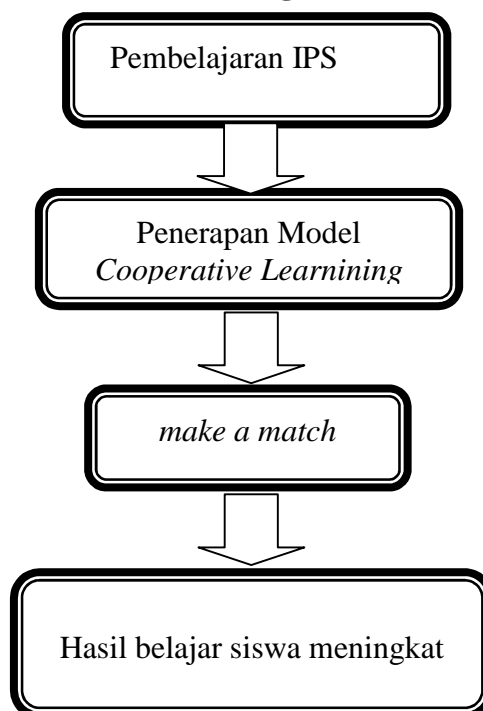 Pembelajaran IPS
Penerapan Model
Cooperative Learnining
make a match
Hasil belajar siswa meningkat